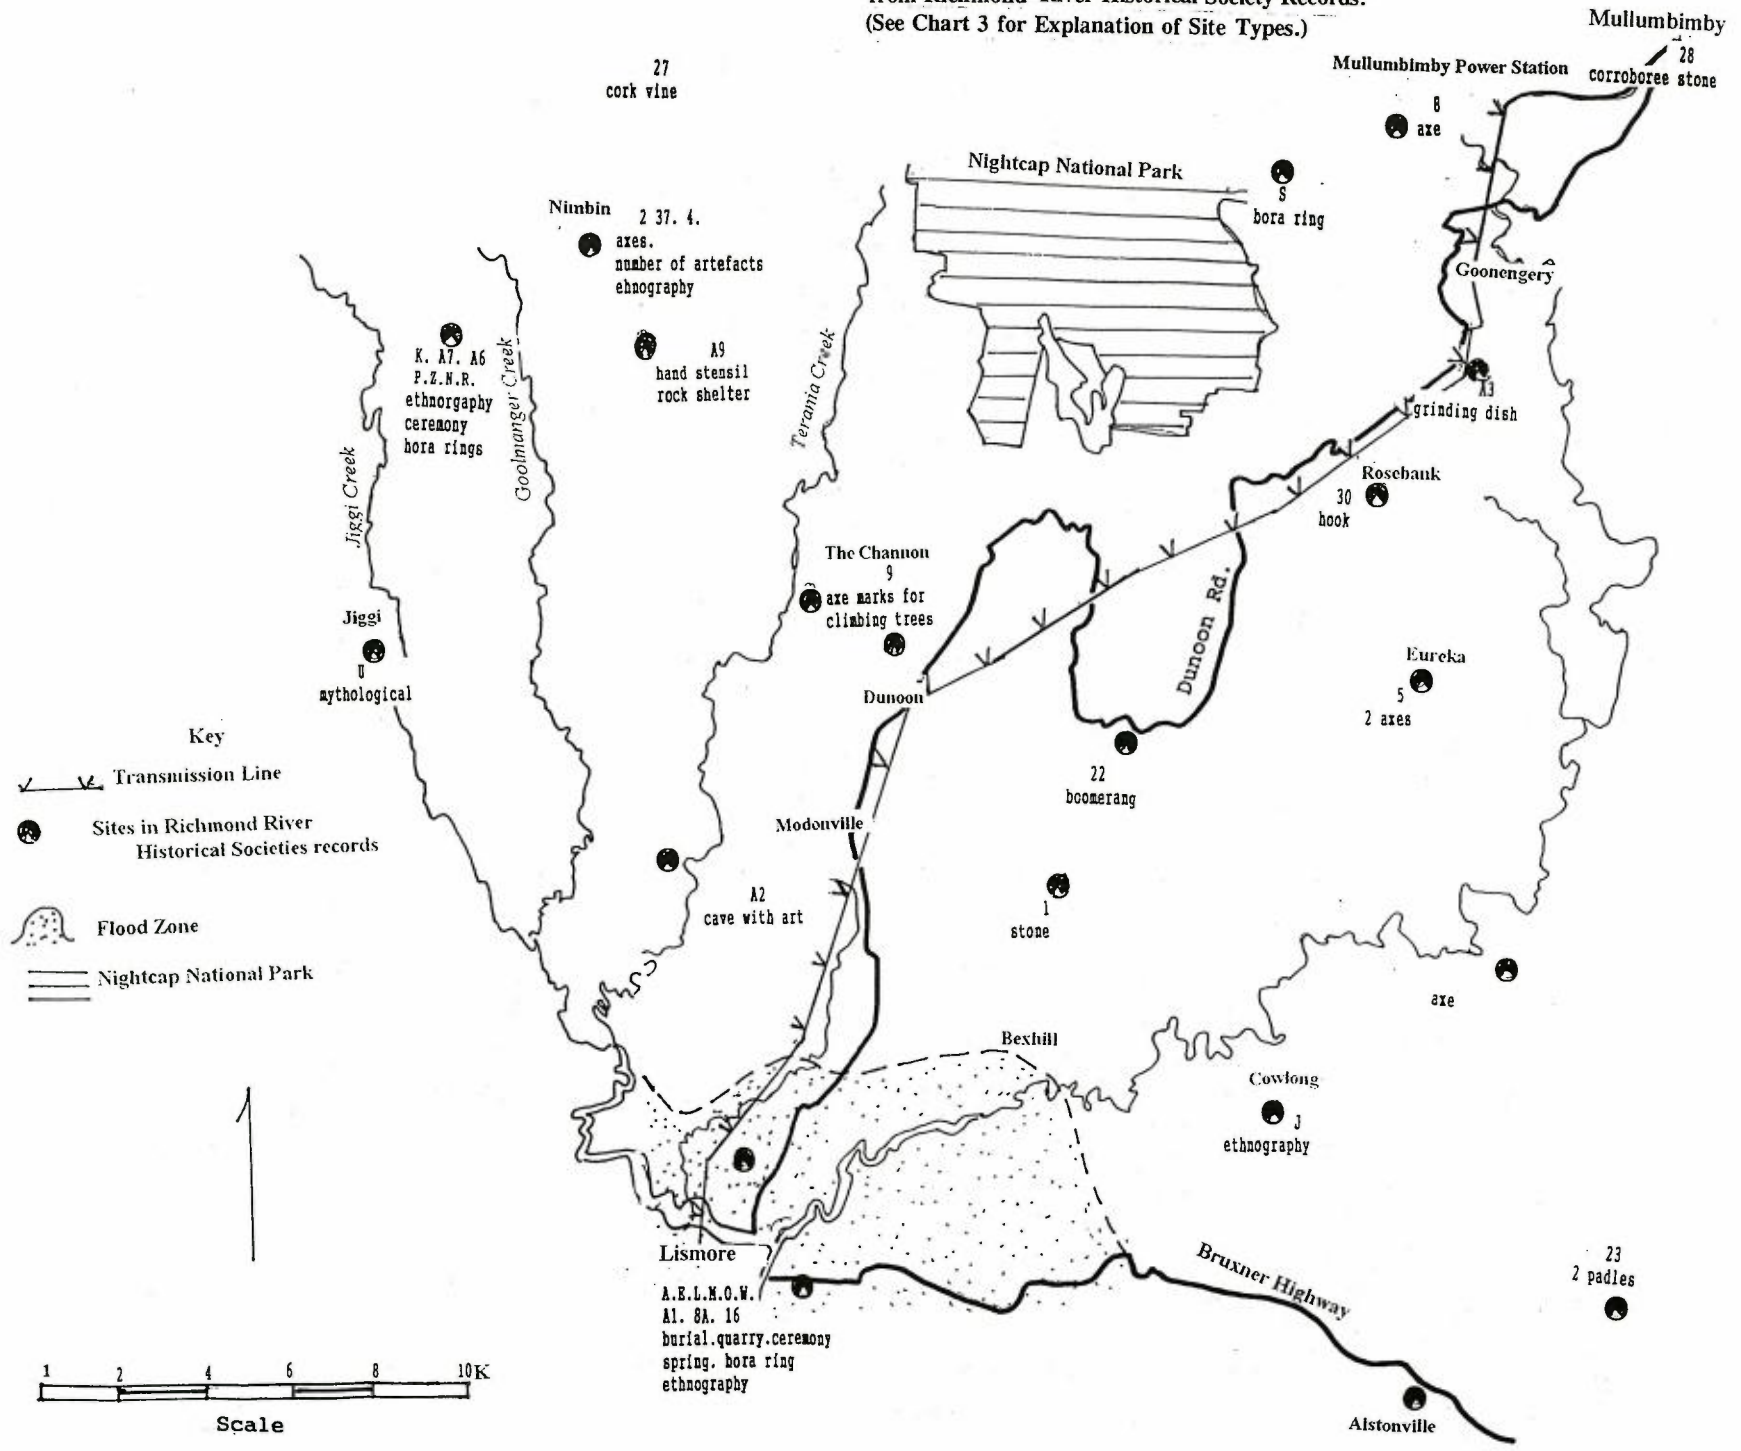 from Richmond River Historical Society Records.
(See Chart 3 for Explanation of Site Types.)
Mullumbimby
28
corroboree stone
Mullumbimby Power Station
8
axe
27
cork vine
Nightcap National Park
S
bora ring
Nimbin
2 37. 4.
axes.
number of artefacts
ehnography
Goonengery
K. A7. A6
P.Z.N.R.
ethnorgaphy
ceremony
bora rings
A9
hand stensil
rock shelter
Jiggi Creek
Goolmanger Creek
Terania Creek
A3
grinding dish
Rosebank
30
hook
The Channon
9
axe marks for
climbing trees
Dunoon Rd.
Jiggi
U
mythological
Dunoon
Eureka
5
2 axes
22
boomerang
Key
Transmission Line
Sites in Richmond River
Historical Societies records
Flood Zone
Nightcap National Park
Modonville
A2
cave with art
1
stone
axe
Bexhill
Cowlong
J
ethnography
Lismore
A.E.L.M.O.W.
A1. 8A. 16
burial.quarry.ceremony
spring. bora ring
ethnography
Bruxner Highway
23
2 padles
Alstonville
1 2 4 6 8 10K
Scale